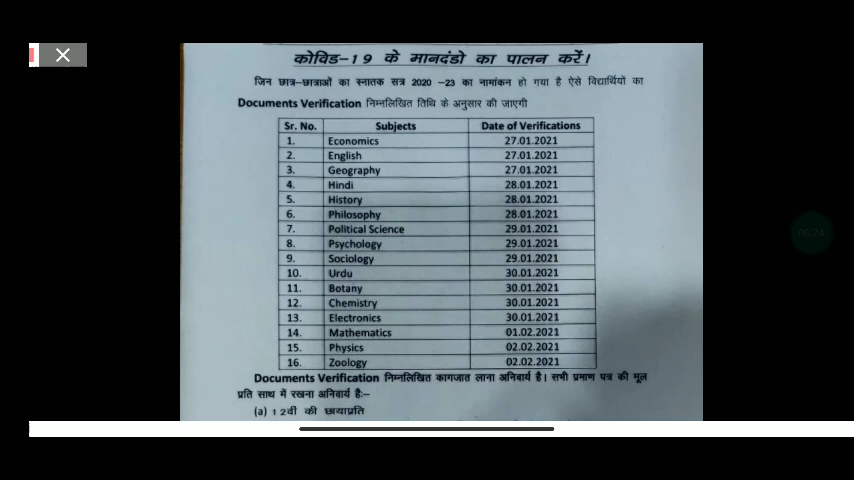 कोविड-19 के मानदंडो का पालन करें।
जिन छात्र-छात्राओं का स्नातक सत्र 2020 -23 का नामांकन हो गया है ऐसे विद्यार्थियों का
Documents Verification निम्नलिखित तिथि के अनुसार की जाएगी
Sr. No. Subjects Date of Verifications
1. Economics 27.01.2021
2. English 27.01.2021
3. Geography 27.01.2021
4. Hindi 28.01.2021
5. History 28.01.2021
6. Philosophy 28.01.2021
7. Political Science 29.01.2021
8. Psychology 29.01.2021
9. Sociology 29.01.2021
10. Urdu 30.01.2021
11. Botany 30.01.2021
12. Chemistry 30.01.2021
13. Electronics 30.01.2021
14. Mathematics 01.02.2021
15. Physics 02.02.2021
16. Zoology 02.02.2021
Documents Verification निम्नलिखित कागजात लाना अनिवार्य है। सभी प्रमाण पत्र की मूल
प्रति साथ में रखना अनिवार्य है:-
(a) 12वीं की छायाप्रति
06:24